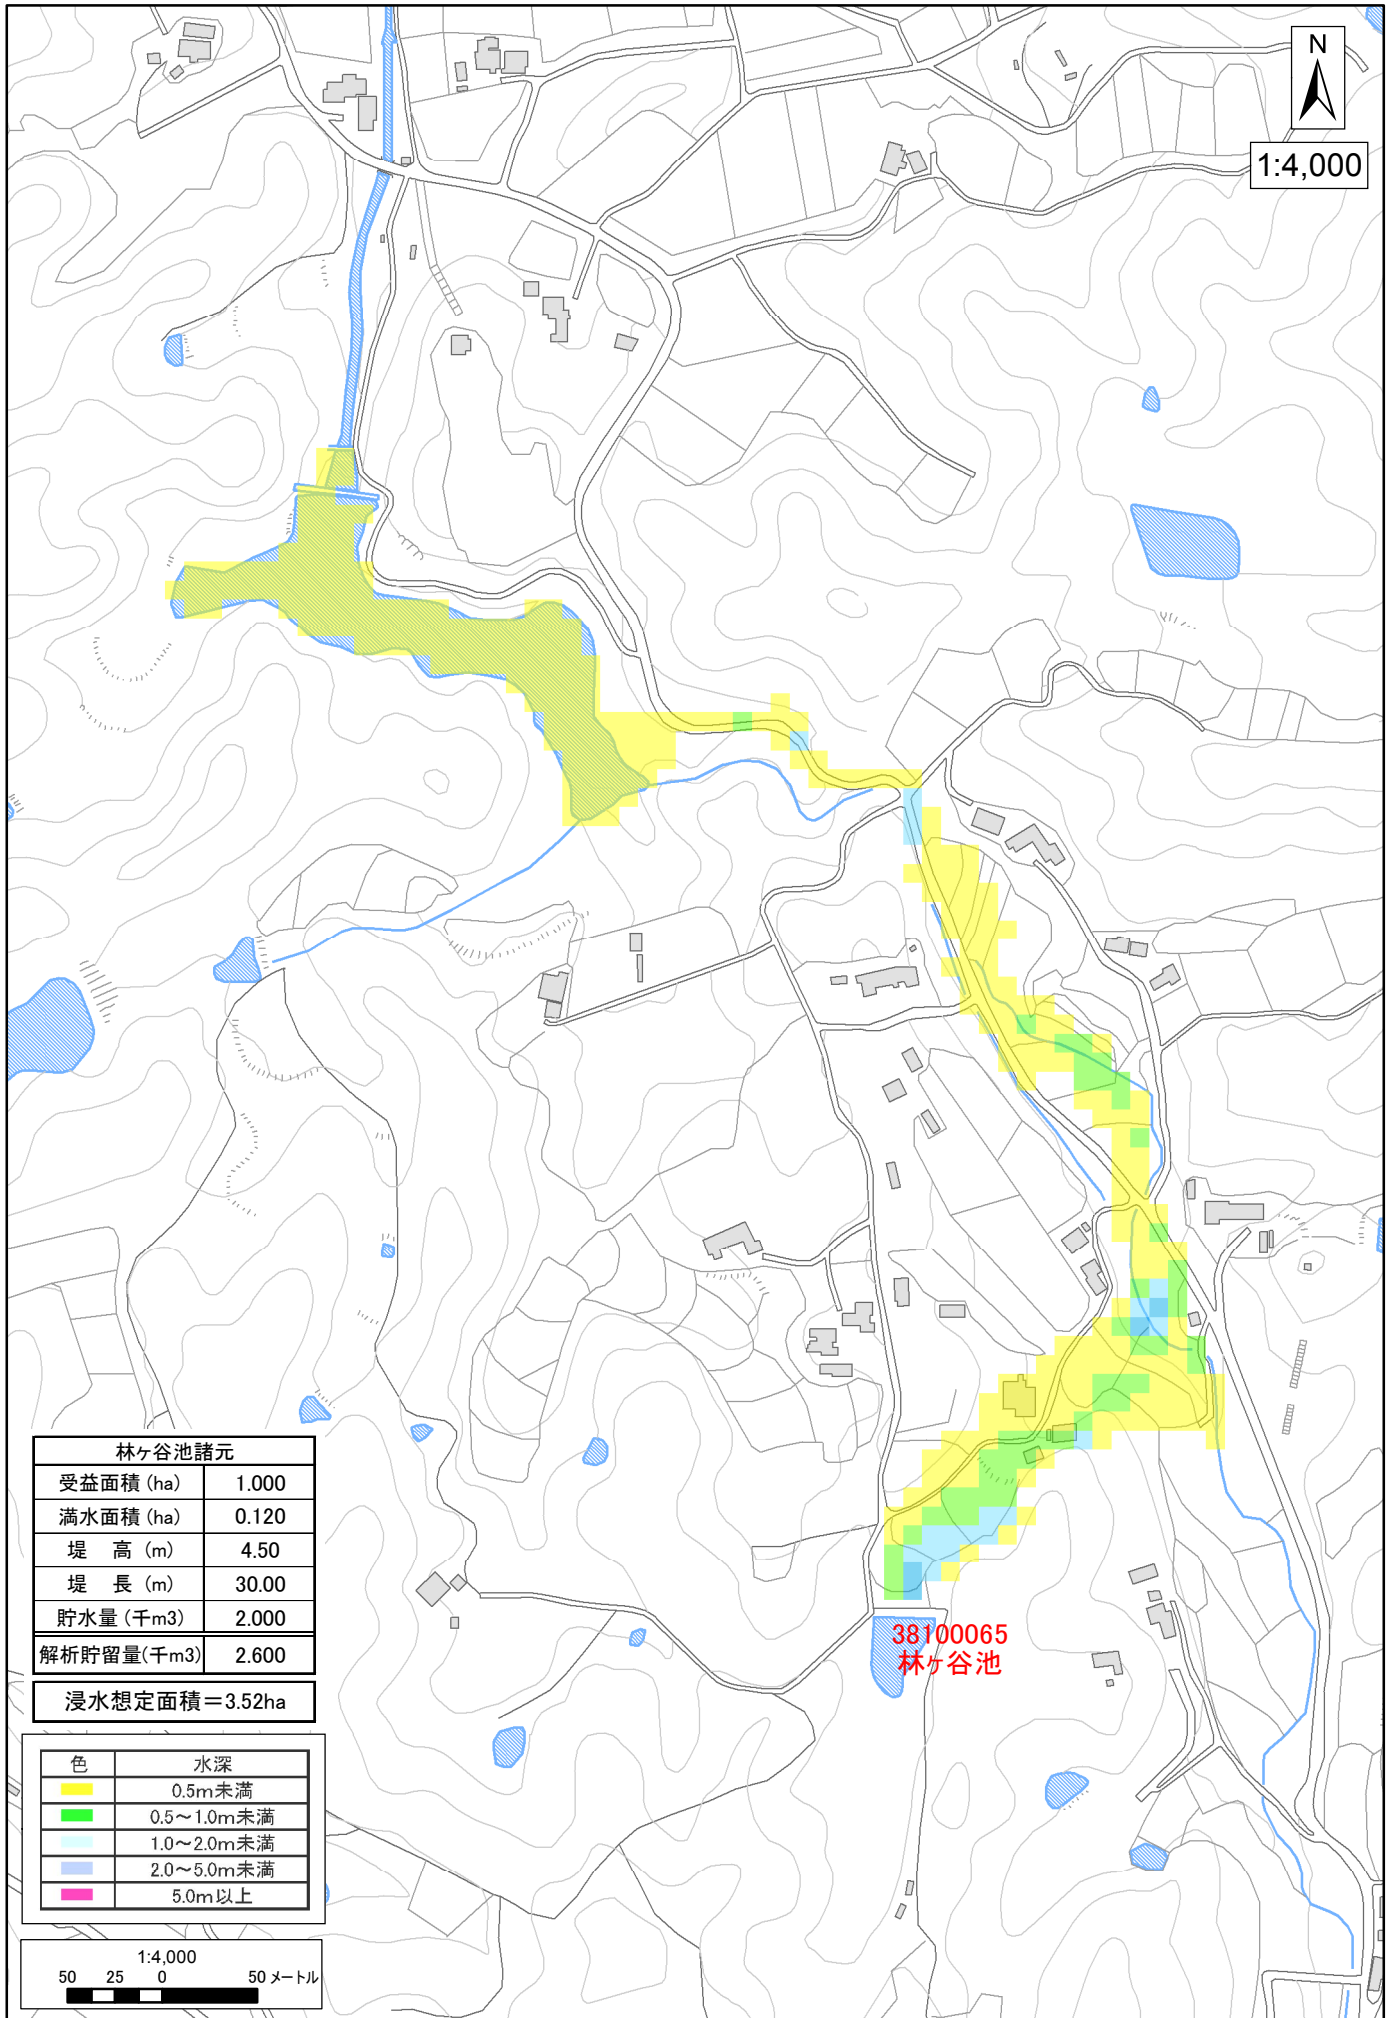 N
1:4,000
38100065
林ヶ谷池
林ヶ谷池諸元
受益面積 (ha) 1.000
満水面積 (ha) 0.120
堤 高 (m) 4.50
堤 長 (m) 30.00
貯水量 (千m3) 2.000
解析貯留量(千m3) 2.600
浸水想定面積＝3.52ha
色 水深
0.5m未満
0.5～1.0m未満
1.0～2.0m未満
2.0～5.0m未満
5.0m以上
1:4,000
50 25 0 50 メートル